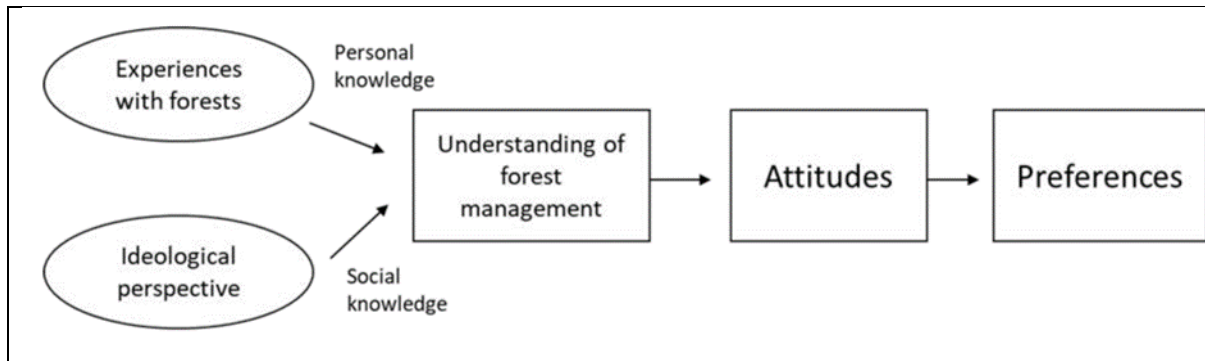 Experiences
with forests
Personal
knowledge
Ideological
perspective
Social
knowledge
Understanding of
forest
management
Attitudes
Preferences